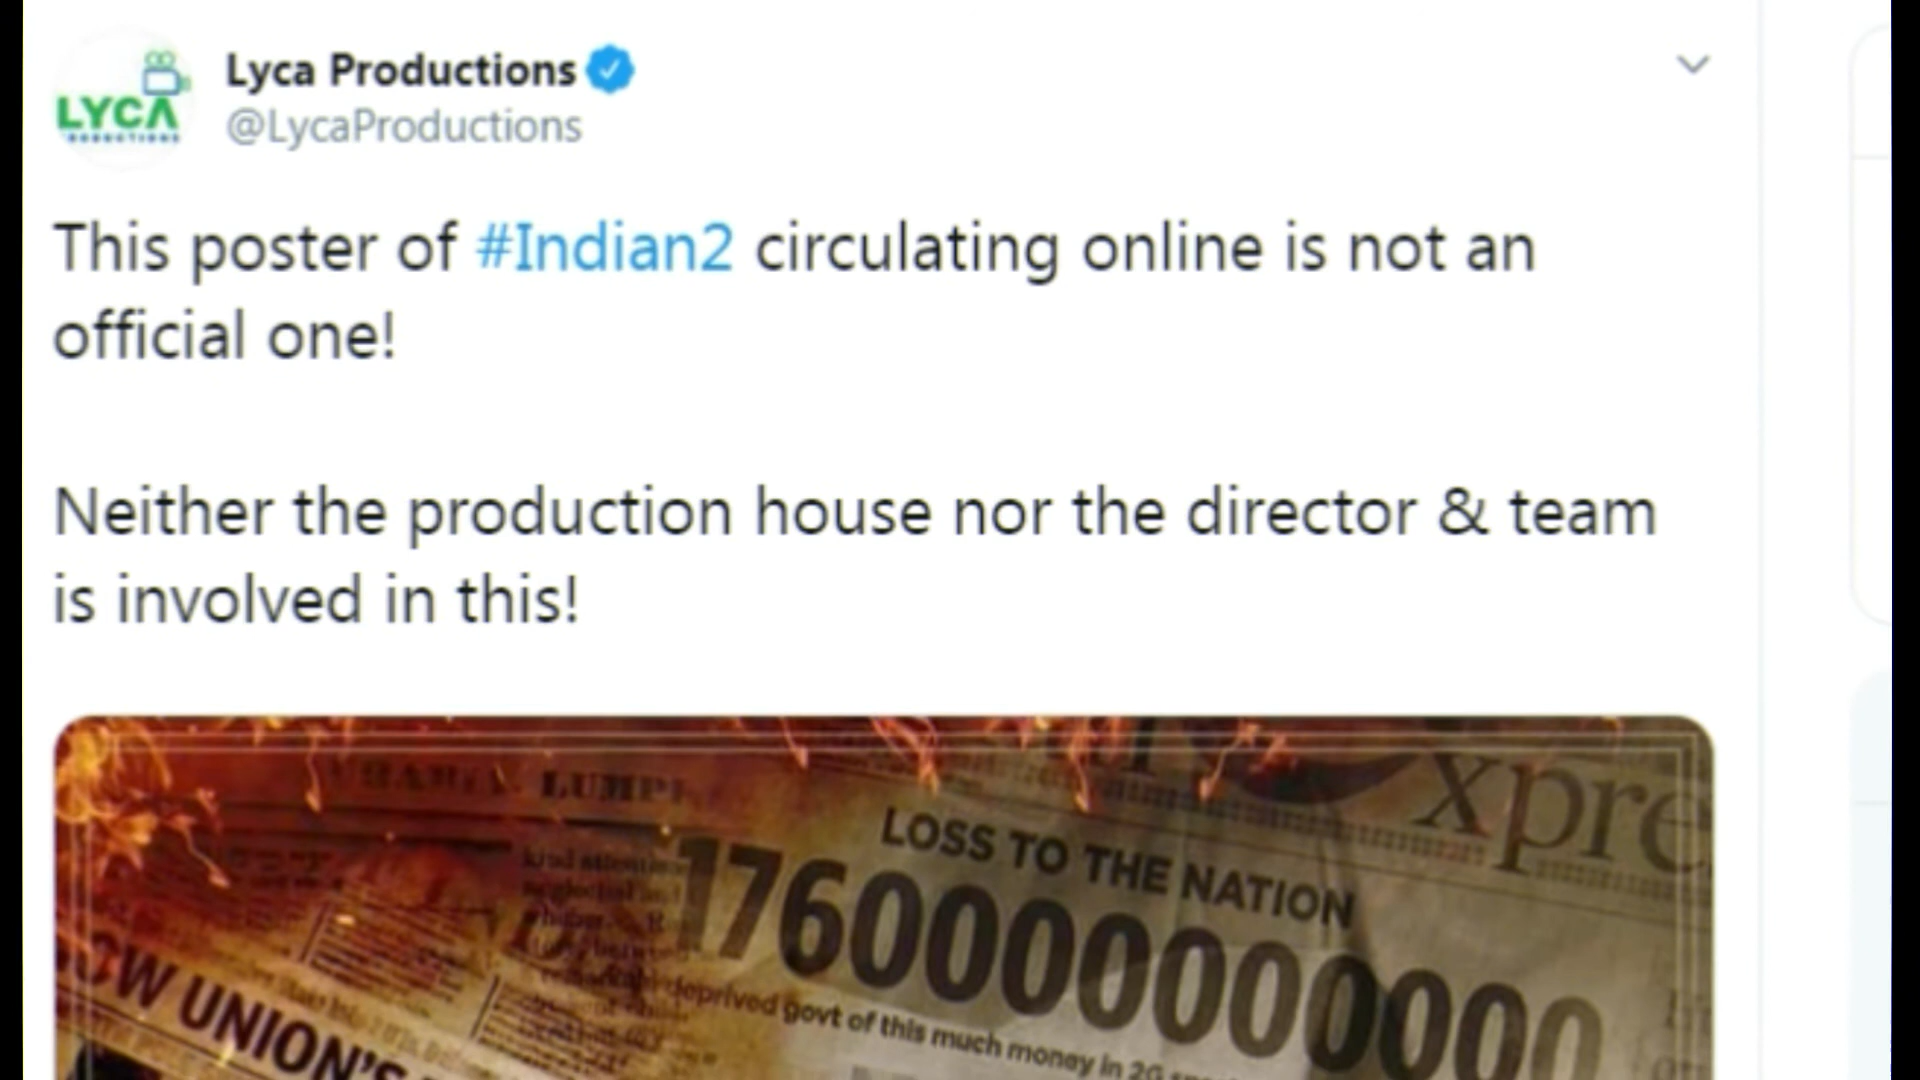 Lyca Productions
@LycaProductions
LYCA
PRODUCTIONS
This poster of #Indian2 circulating online is not an
official one!
Neither the production house nor the director & team
is involved in this!
xpre
LOSS TO THE NATION
1760000000000
deprived govt of this much money in 2G
UNION'S